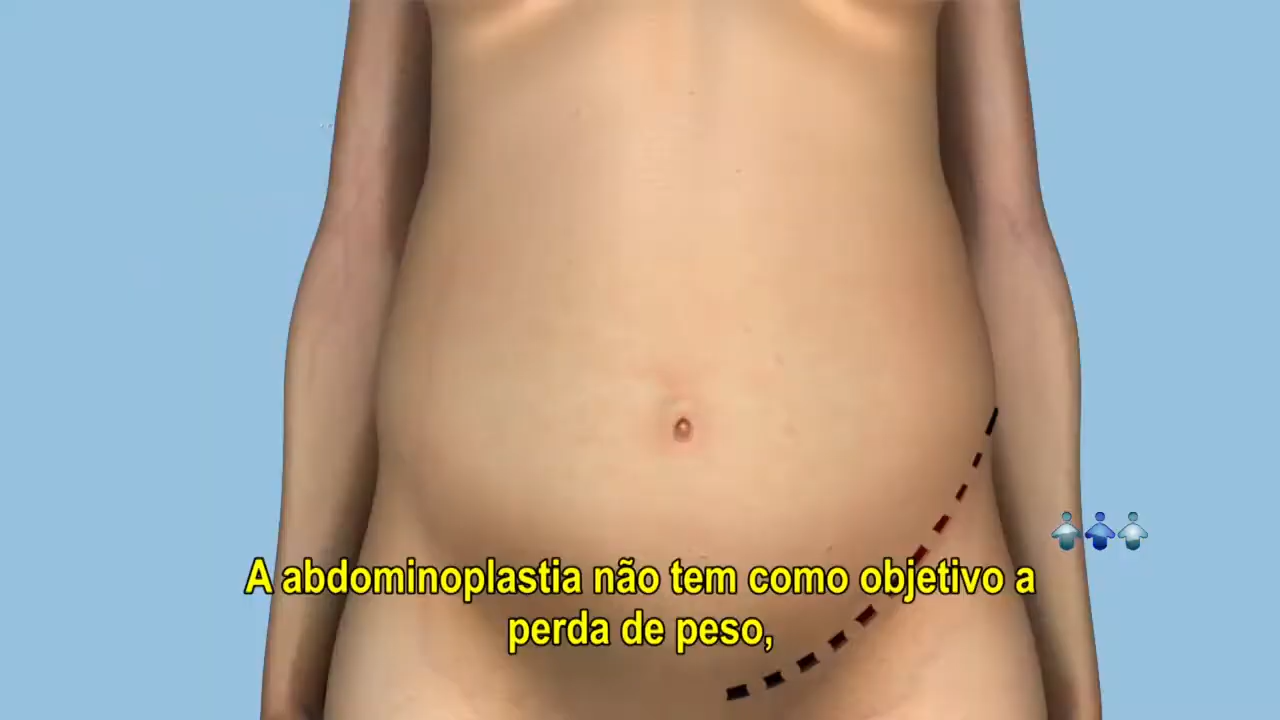 A abdominoplastia não tem como objetivo a
perda de peso,